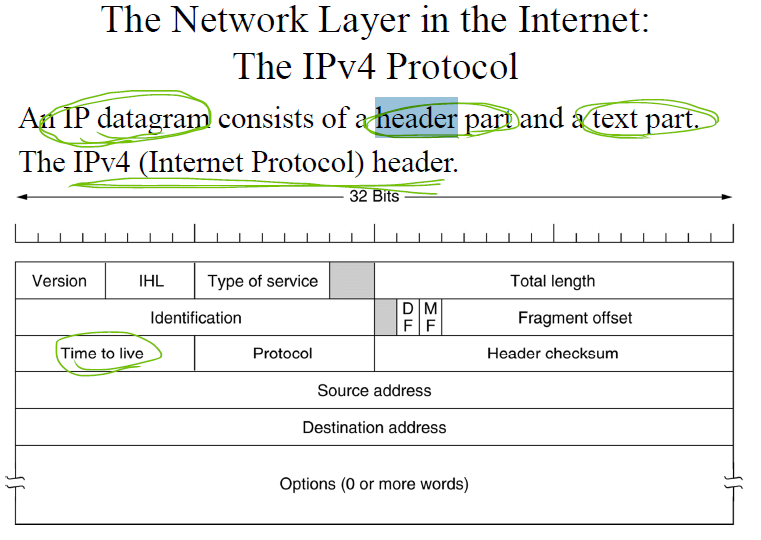 The Network Layer in the Internet:
The IPv4 Protocol
An IP datagram consists of a header part and a text part.
The IPv4 (Internet Protocol) header.
32 Bits
Version IHL Type of service Total length
Identification D F M F Fragment offset
Time to live Protocol Header checksum
Source address
Destination address
Options (0 or more words)